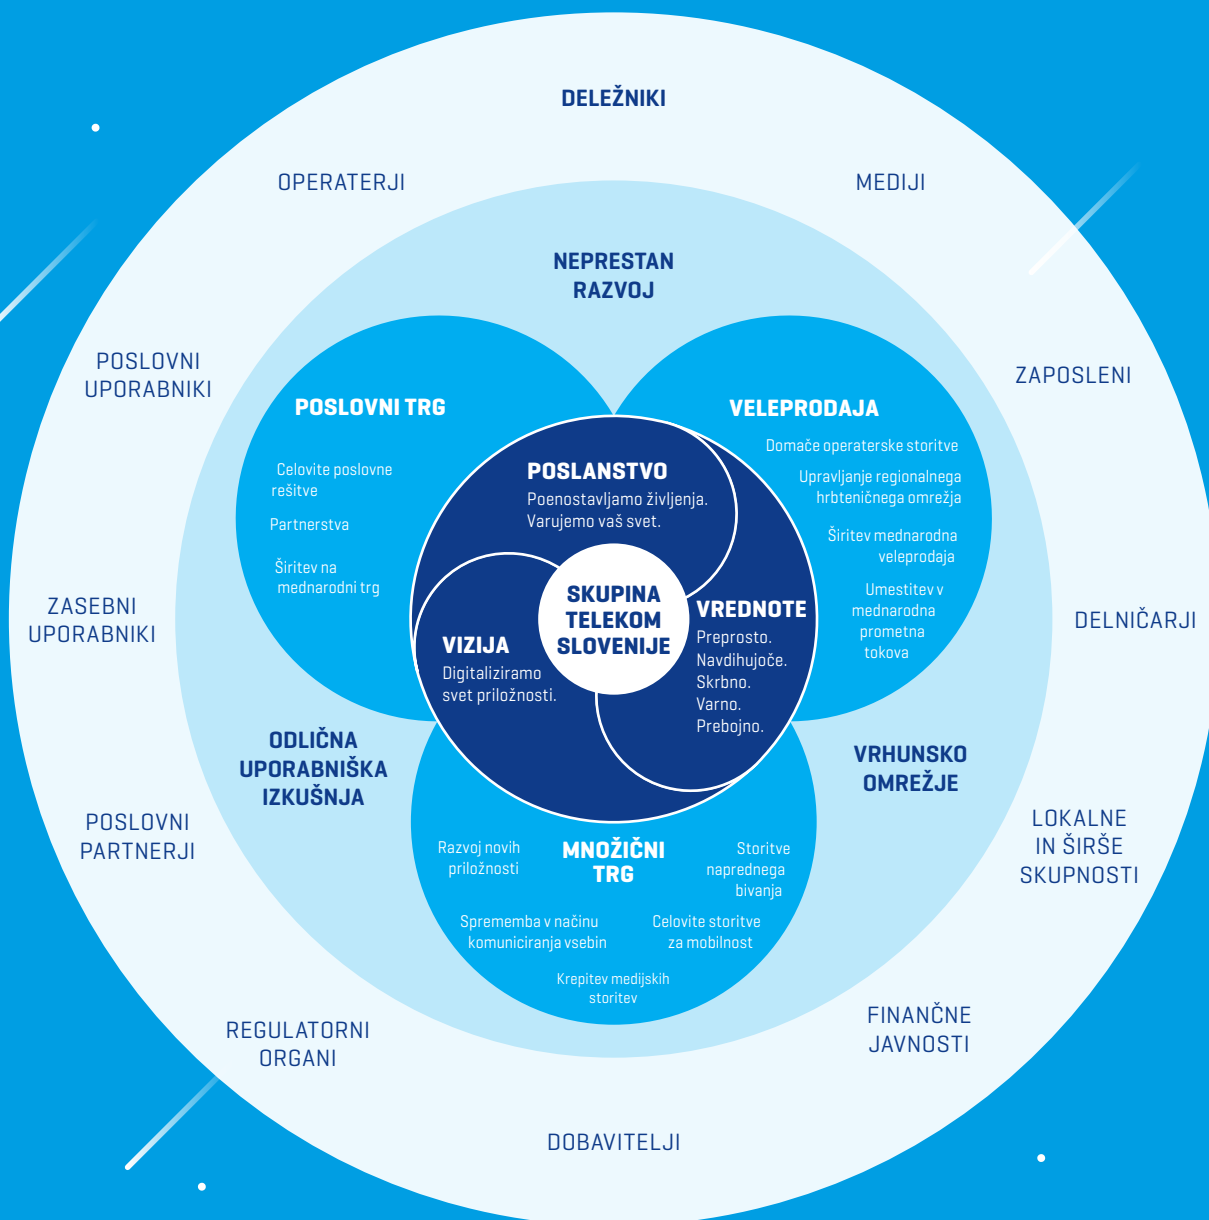 DELEŽNIKI
OPERATERJI
MEDIJI
NEPRESTAN
RAZVOJ
POSLOVNI
UPORABNIKI
ZAPOSLENI
POSLOVNI TRG
Celovite poslovne
rešitve
Partnerstva
Širitev na
mednarodni trg
VELEPRODAJA
Domače operaterske storitve
Upravljanje regionalnega
hrbteničnega omrežja
Širitev mednarodna
veleprodaja
Umestitev v
mednarodna
prometna
tokova
POSLANSTVO
Poenostavljamo življenja.
Varujemo vaš svet.
SKUPINA
TELEKOM
SLOVENIJE
VIZIJA
Digitaliziramo
svet priložnosti.
VREDNOTE
Preprosto.
Navdihujoče.
Skrbno.
Varno.
Prebojno.
ZASEBNI
UPORABNIKI
DELNIČARJI
ODLIČNA
UPORABNIŠKA
IZKUŠNJA
VRHUNSKO
OMREŽJE
POSLOVNI
PARTNERJI
LOKALNE
IN ŠIRŠE
SKUPNOSTI
MNOŽIČNI
TRG
Razvoj novih
priložnosti
Storitve
naprednega
bivanja
Sprememba v načinu
komuniciranja vsebin
Celovite storitve
za mobilnost
Krepitev medijskih
storitev
REGULATORNI
ORGANI
FINANČNE
JAVNOSTI
DOBAVITELJI